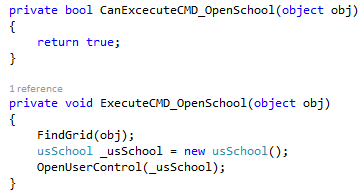 private bool CanExcecuteCMD_OpenSchool(object obj)
{
    return true;
}
1 reference
private void ExecuteCMD_OpenSchool(object obj)
{
    FindGrid(obj);
    usSchool _usSchool = new usSchool();
    OpenUserControl(_usSchool);
}